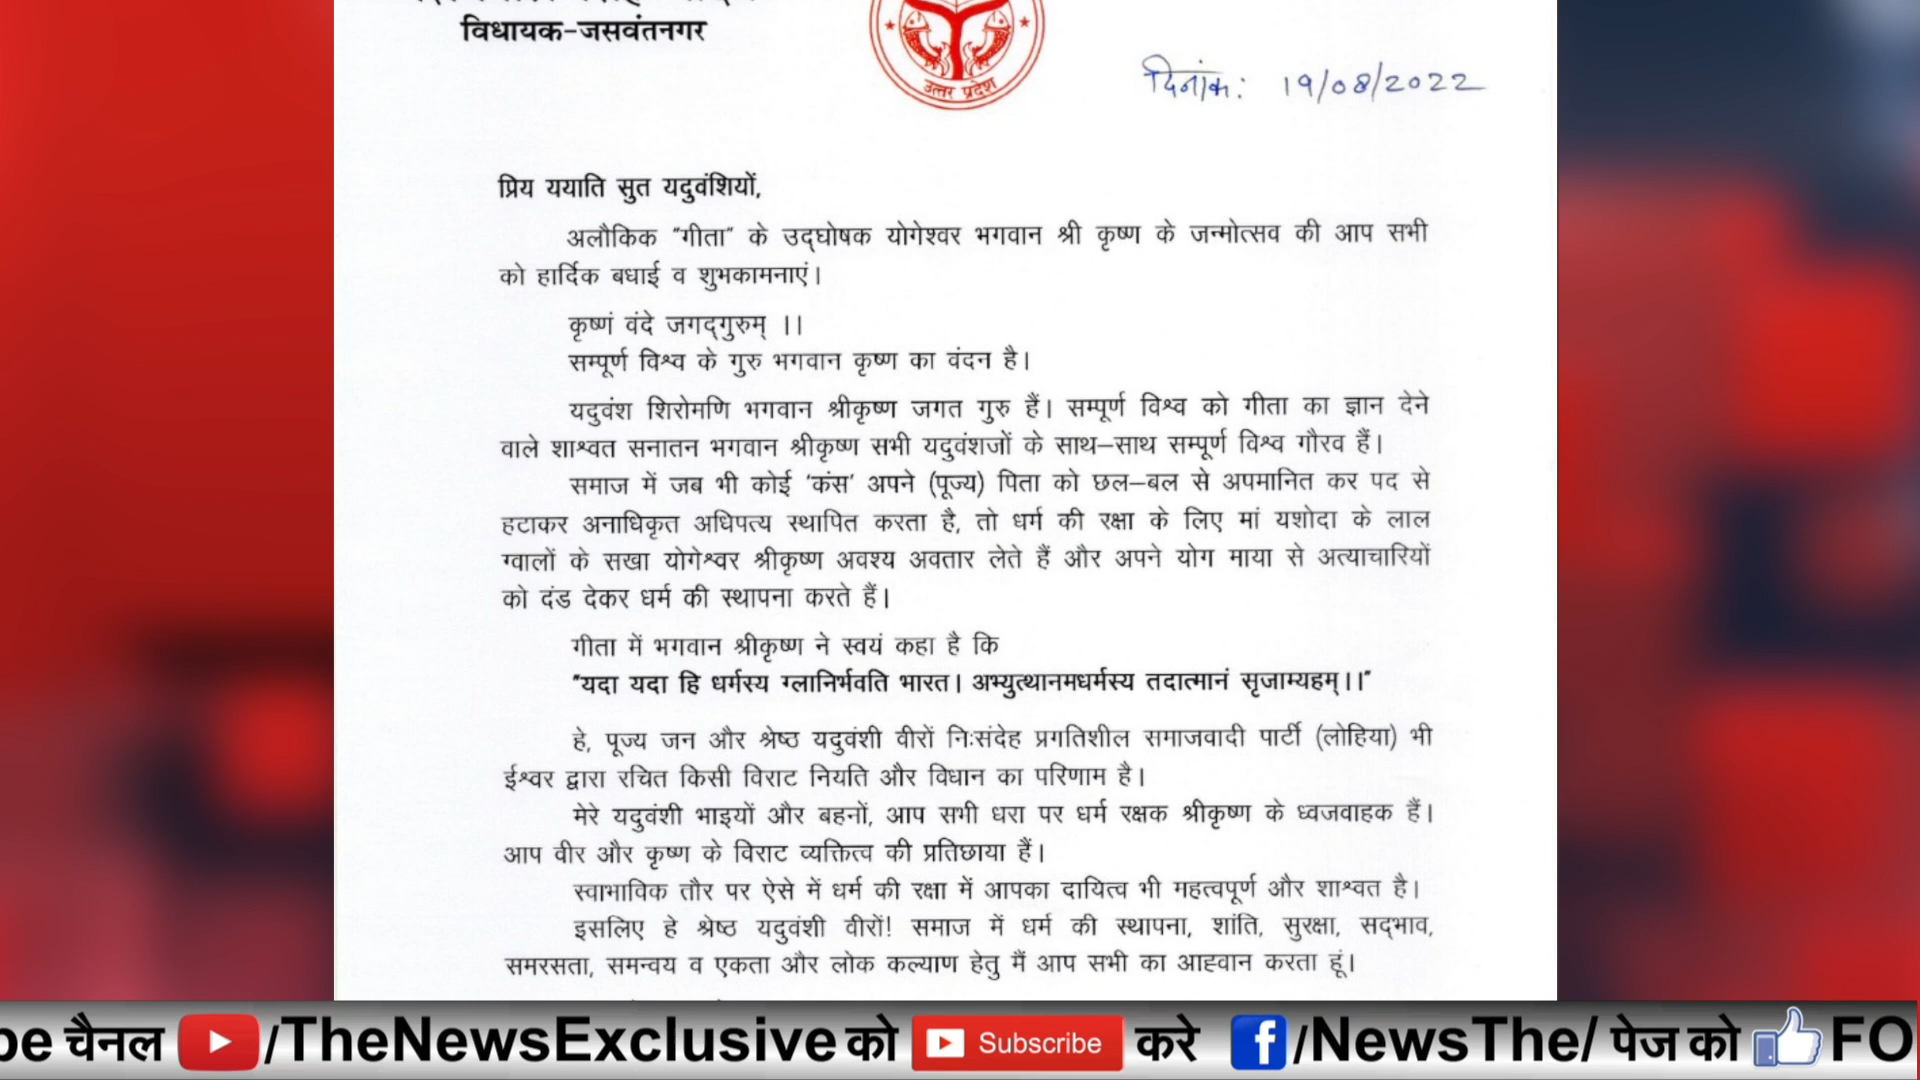 विधायक–जसवंतनगर
उत्तर प्रदेश
दिनांक: 19/08/2022
प्रिय ययाति सुत यदुवंशियों,
अलौकिक "गीता" के उद्घोषक योगेश्वर भगवान श्री कृष्ण के जन्मोत्सव की आप सभी
को हार्दिक बधाई व शुभकामनाएं।
कृष्णं वंदे जगद्गुरुम् ।।
सम्पूर्ण विश्व के गुरु भगवान कृष्ण का वंदन है।
यदुवंश शिरोमणि भगवान श्रीकृष्ण जगत गुरु हैं। सम्पूर्ण विश्व को गीता का ज्ञान देने
वाले शाश्वत सनातन भगवान श्रीकृष्ण सभी यदुवंशजों के साथ–साथ सम्पूर्ण विश्व गौरव हैं।
समाज में जब भी कोई 'कंस' अपने (पूज्य) पिता को छल–बल से अपमानित कर पद से
हटाकर अनाधिकृत अधिपत्य स्थापित करता है, तो धर्म की रक्षा के लिए मां यशोदा के लाल
ग्वालों के सखा योगेश्वर श्रीकृष्ण अवश्य अवतार लेते हैं और अपने योग माया से अत्याचारियों
को दंड देकर धर्म की स्थापना करते हैं।
गीता में भगवान श्रीकृष्ण ने स्वयं कहा है कि
"यदा यदा हि धर्मस्य ग्लानिर्भवति भारत। अभ्युत्थानमधर्मस्य तदात्मानं सृजाम्यहम्।।"
हे, पूज्य जन और श्रेष्ठ यदुवंशी वीरों निःसंदेह प्रगतिशील समाजवादी पार्टी (लोहिया) भी
ईश्वर द्वारा रचित किसी विराट नियति और विधान का परिणाम है।
मेरे यदुवंशी भाइयों और बहनों, आप सभी धरा पर धर्म रक्षक श्रीकृष्ण के ध्वजवाहक हैं।
आप वीर और कृष्ण के विराट व्यक्तित्व की प्रतिछाया हैं।
स्वाभाविक तौर पर ऐसे में धर्म की रक्षा में आपका दायित्व भी महत्वपूर्ण और शाश्वत है।
इसलिए हे श्रेष्ठ यदुवंशी वीरों! समाज में धर्म की स्थापना, शांति, सुरक्षा, सद्भाव,
समरसता, समन्वय व एकता और लोक कल्याण हेतु मैं आप सभी का आह्वान करता हूं।
be चैनल /TheNewsExclusive को Subscribe करे f /NewsThe/ पेज को FO